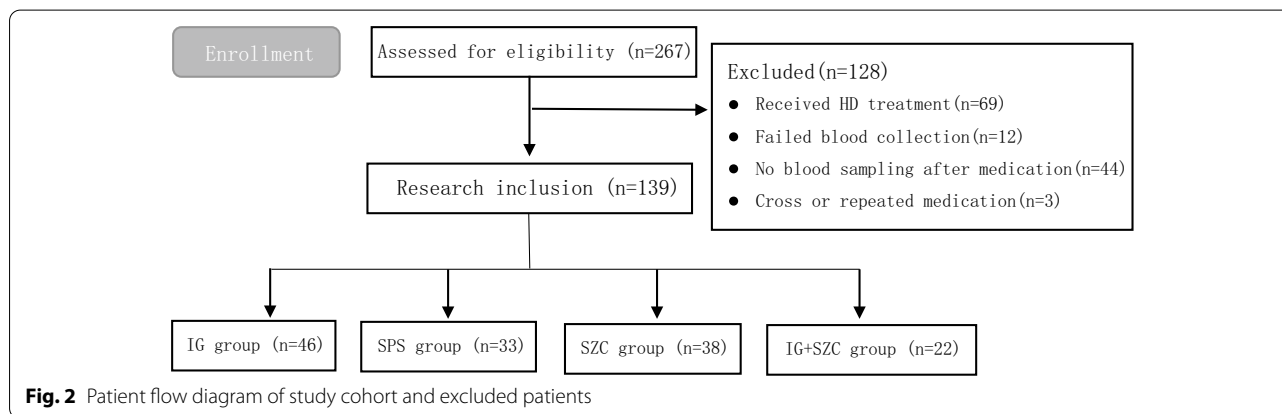 Enrollment
Assessed for eligibility (n=267)
Excluded(n=128)
● Received HD treatment(n=69)
● Failed blood collection(n=12)
● No blood sampling after medication(n=44)
● Cross or repeated medication(n=3)
Research inclusion (n=139)
IG group (n=46)
SPS group (n=33)
SZC group (n=38)
IG+SZC group (n=22)
Fig. 2 Patient flow diagram of study cohort and excluded patients